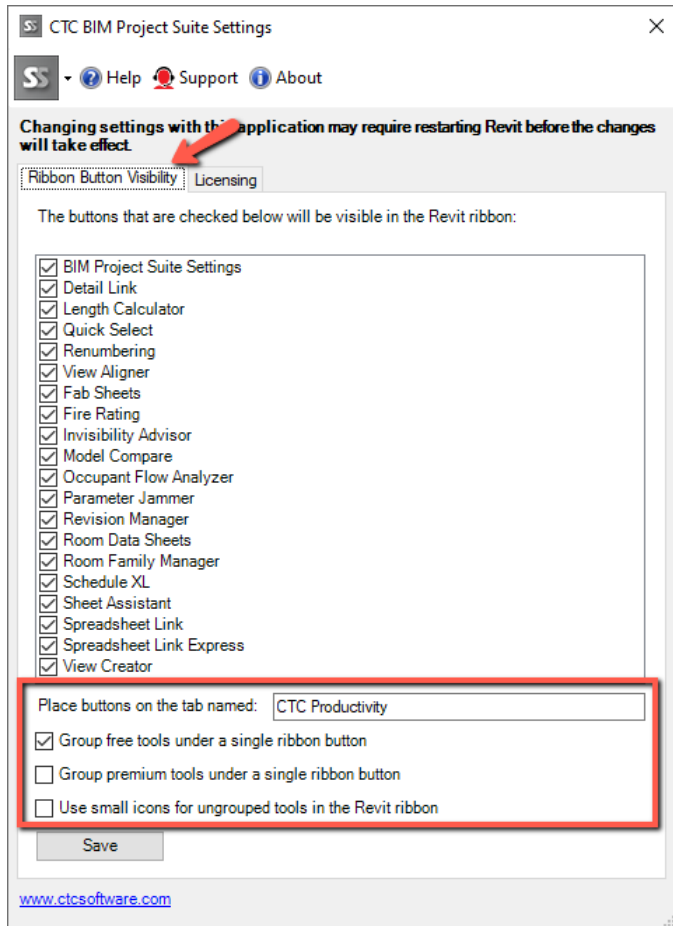 SS CTC BIM Project Suite Settings
SS Help Support About
Changing settings with this application may require restarting Revit before the changes
will take effect.
Ribbon Button Visibility Licensing
The buttons that are checked below will be visible in the Revit ribbon:
BIM Project Suite Settings
Detail Link
Length Calculator
Quick Select
Renumbering
View Aligner
Fab Sheets
Fire Rating
Invisibility Advisor
Model Compare
Occupant Flow Analyzer
Parameter Jammer
Revision Manager
Room Data Sheets
Room Family Manager
Schedule XL
Sheet Assistant
Spreadsheet Link
Spreadsheet Link Express
View Creator
Place buttons on the tab named: CTC Productivity
Group free tools under a single ribbon button
Group premium tools under a single ribbon button
Use small icons for ungrouped tools in the Revit ribbon
Save
www.ctcsoftware.com